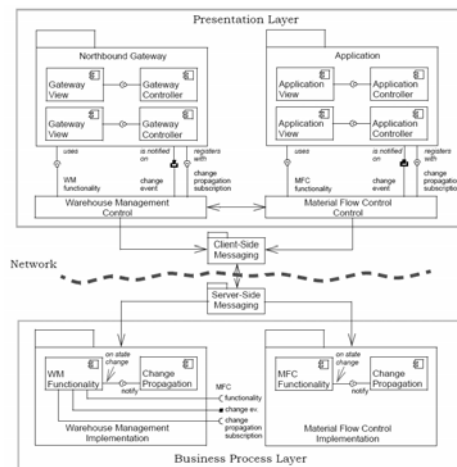 Presentation Layer
Northbound Gateway
Application
Gateway View
Gateway Controller
Application View
Application Controller
Gateway View
Gateway Controller
Application View
Application Controller
uses
is notified on
registers with
uses
is notified on
registers with
WM functionality
change event
change propagation subscription
MFC functionality
change event
change propagation subscription
Warehouse Management Control
Material Flow Control Control
Client-Side Messaging
Network
Server-Side Messaging
WM Functionality
on state change
notify
Change Propagation
MFC functionality
change ev.
change propagation subscription
MFC Functionality
on state change
notify
Change Propagation
Warehouse Management Implementation
Material Flow Control Implementation
Business Process Layer